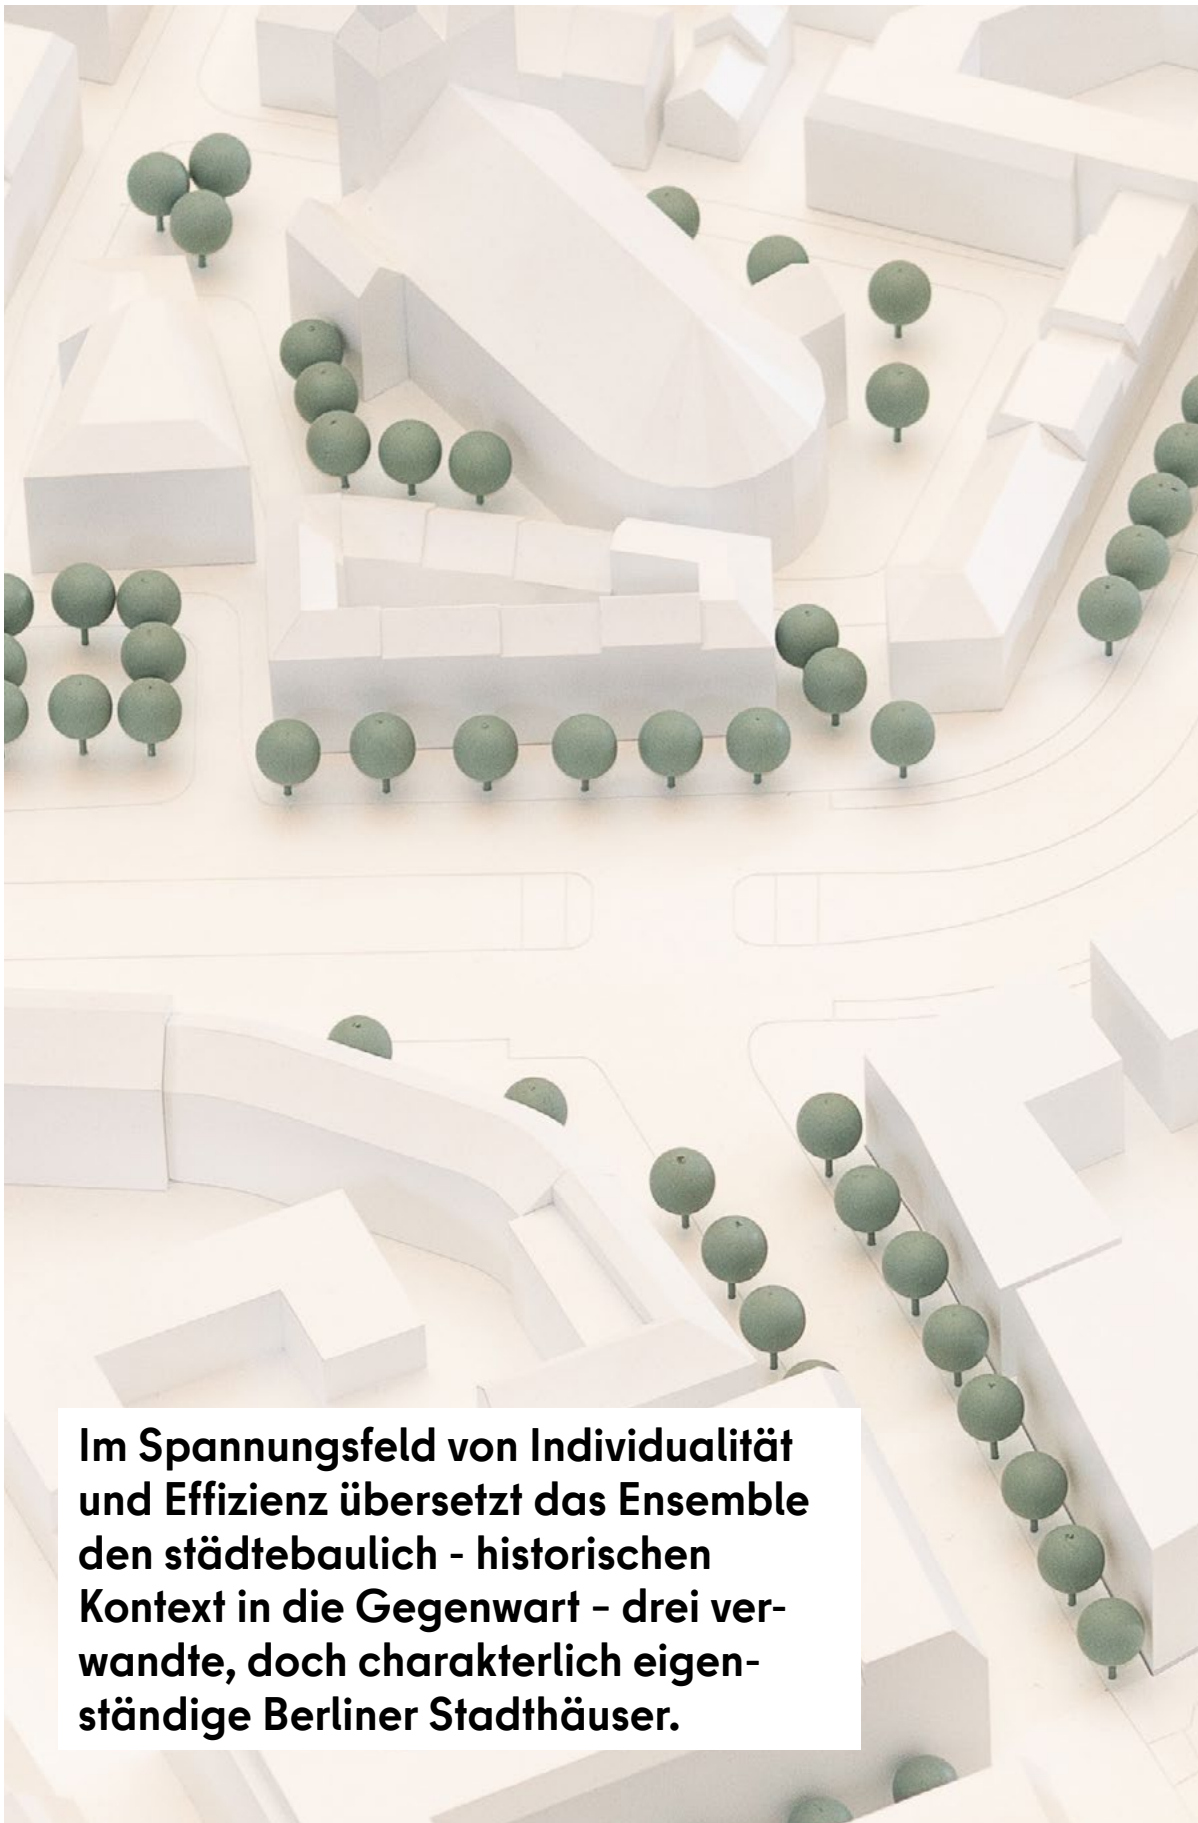 Im Spannungsfeld von Individualität
und Effizienz übersetzt das Ensemble
den städtebaulich - historischen
Kontext in die Gegenwart – drei ver-
wandte, doch charakterlich eigen-
ständige Berliner Stadthäuser.